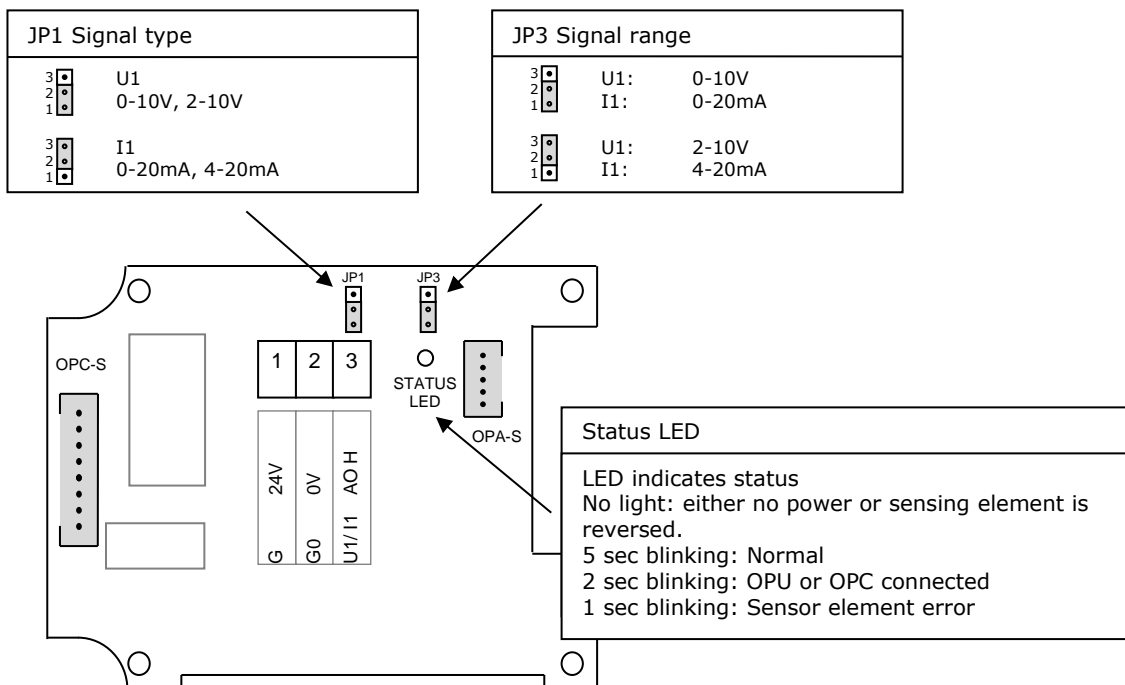 JP1 Signal type
3
2
1
U1
0-10V, 2-10V
3
2
1
I1
0-20mA, 4-20mA
JP3 Signal range
3
2
1
U1: 0-10V
I1: 0-20mA
3
2
1
U1: 2-10V
I1: 4-20mA
JP1
JP3
OPC-S
1 2 3
STATUS
LED
OPA-S
G 24V
G0 0V
U1/I1 AO H
Status LED
LED indicates status
No light: either no power or sensing element is
reversed.
5 sec blinking: Normal
2 sec blinking: OPU or OPC connected
1 sec blinking: Sensor element error